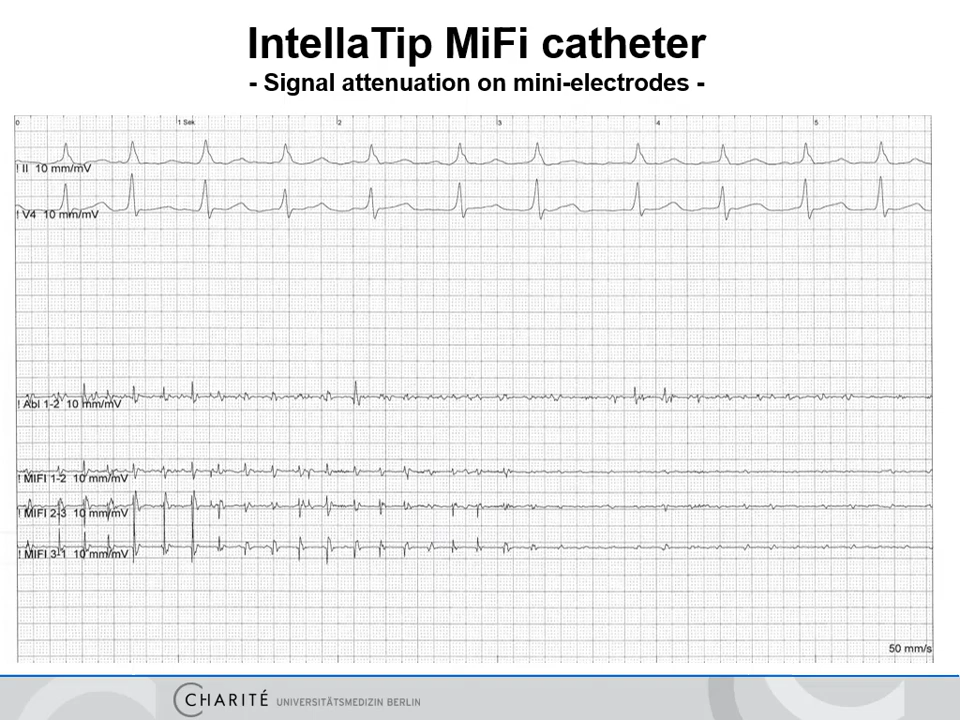 IntellaTip MiFi catheter
- Signal attenuation on mini-electrodes -
0 1 Sek 2 3 4 5
! II 10 mm/mV
! V4 10 mm/mV
! Abl 1-2 10 mm/mV
! MIFI 1-2 10 mm/mV
! MIFI 2-3 10 mm/mV
! MIFI 3-1 10 mm/mV
50 mm/s
CHARITÉ UNIVERSITÄTSMEDIZIN BERLIN